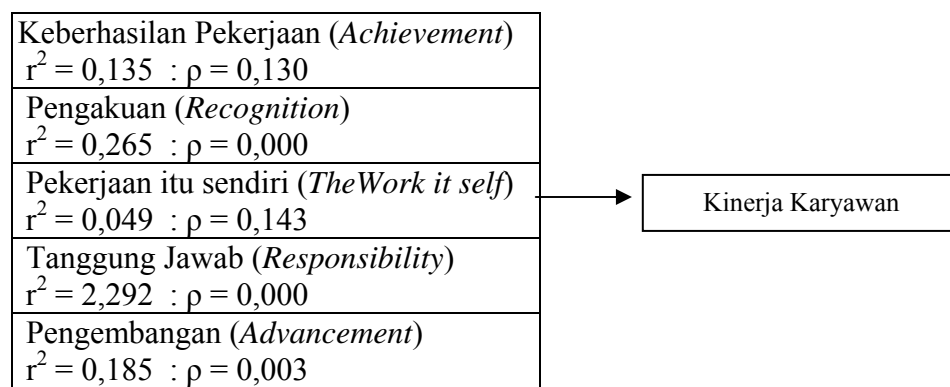 Keberhasilan Pekerjaan (Achievement)
r² = 0,135 : ρ = 0,130
Pengakuan (Recognition)
r² = 0,265 : ρ = 0,000
Pekerjaan itu sendiri (TheWork it self)
r² = 0,049 : ρ = 0,143
Tanggung Jawab (Responsibility)
r² = 2,292 : ρ = 0,000
Pengembangan (Advancement)
r² = 0,185 : ρ = 0,003
Kinerja Karyawan